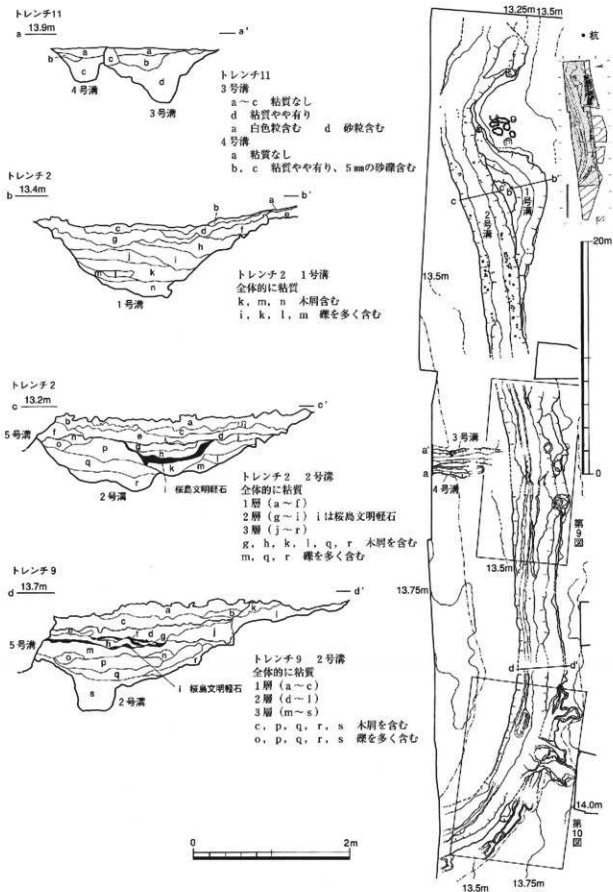 トレンチ11
a 13.9m a'
a a
b c b
c d
4号溝
3号溝
トレンチ11
3号溝
a～c 粘質なし
d 粘質やや有り
a 白色粒含む d 砂粒含む
4号溝
a 粘質なし
b，c 粘質やや有り、5㎜の砂礫含む
トレンチ2
b 13.4m b'
b a
c d e
g h f
j i
l k
n
1号溝
トレンチ2 1号溝
全体的に粘質
k，m，n 木屑含む
i，k，l，m 礫を多く含む
トレンチ2
c 13.2m c'
5号溝
b a
f n e c d
o p g h j l
q k m
r
2号溝
i 桜島文明軽石
トレンチ2 2号溝
全体的に粘質
1層（a～f）
2層（g～i）iは桜島文明軽石
3層（j～r）
g，h，k，l，q，r 木屑を含む
m，q，r 礫を多く含む
トレンチ9
d 13.7m d'
5号溝
a k
c b l
f d g j
m h
o p n r
q
s
2号溝
i 桜島文明軽石
トレンチ9 2号溝
全体的に粘質
1層（a～c）
2層（d～l）
3層（m～s）
c，p，q，r，s 木屑を含む
o，p，q，r，s 礫を多く含む
0 2m
13.25m
・杭
b'
c c' b
1号溝
2号溝
13.5m
20m
0
3号溝
a' a'
a a
4号溝
第9図
13.5m
13.75m
d d'
14.0m
第10図
13.5m 13.75m